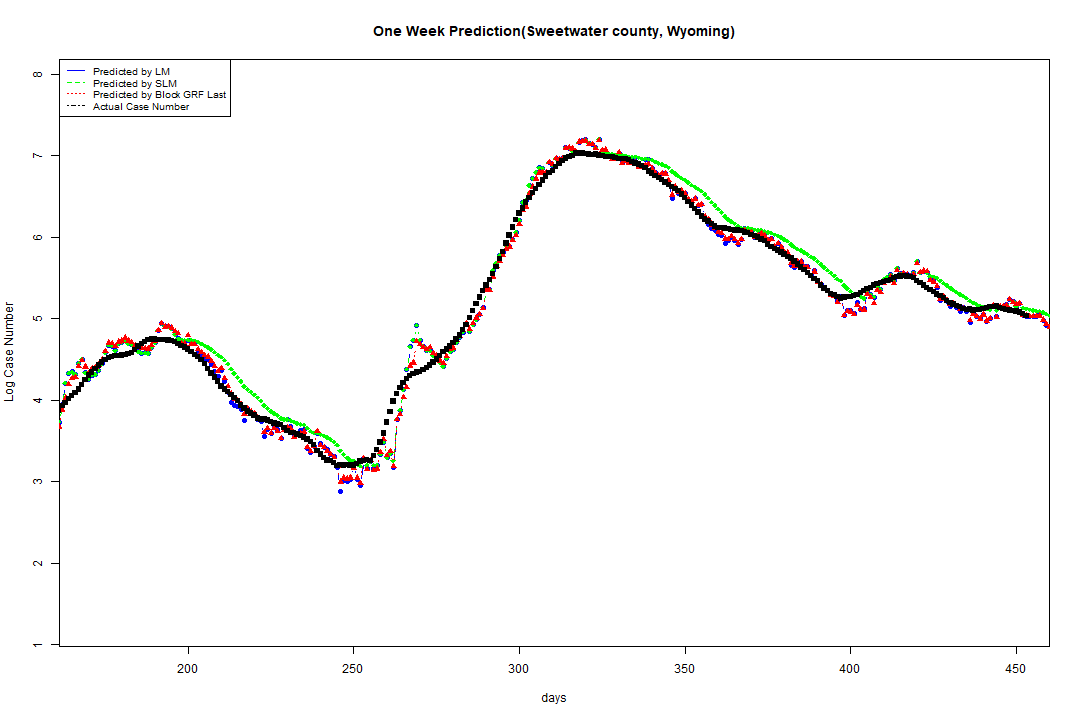 One Week Prediction(Sweetwater county, Wyoming)
Predicted by LM
Predicted by SLM
Predicted by Block GRF Last
Actual Case Number
Log Case Number
8
7
6
5
4
3
2
1
200 250 300 350 400 450
days